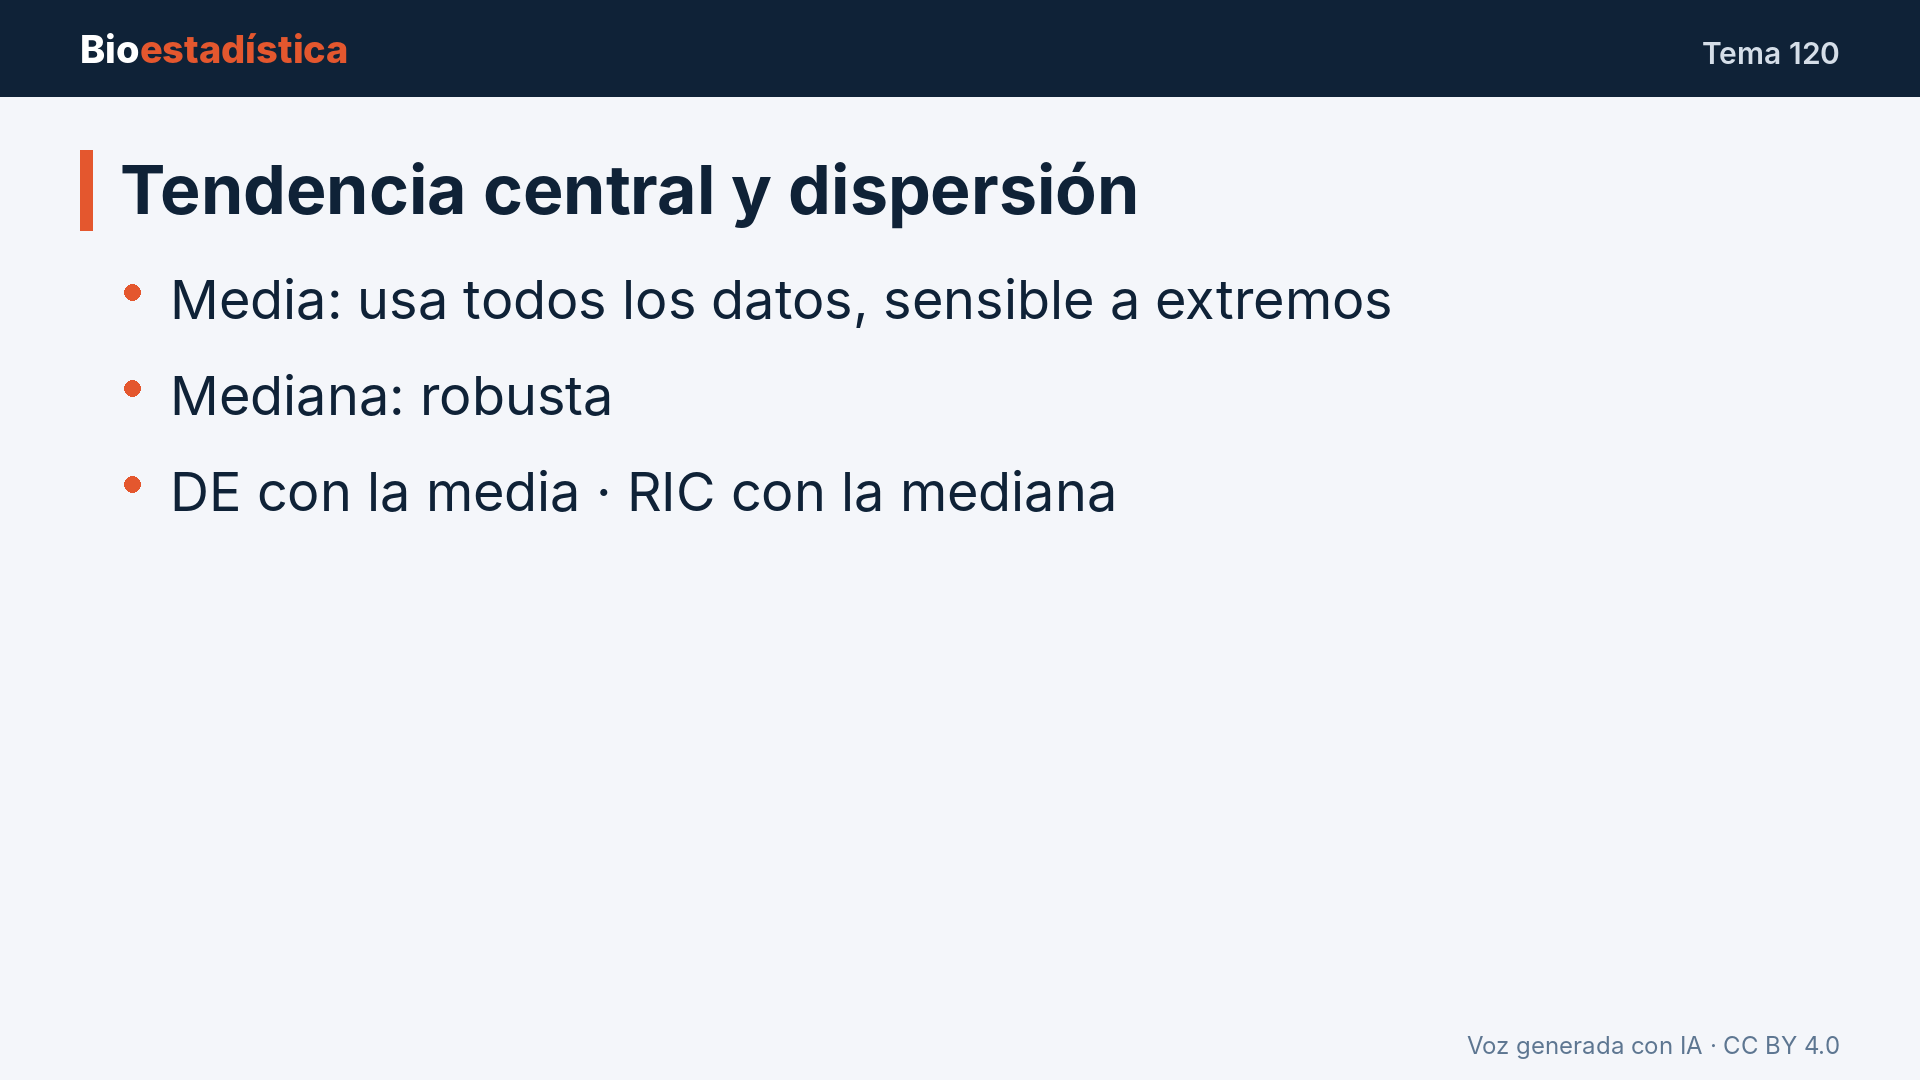 Bioestadística
Tema 120
Tendencia central y dispersión
• Media: usa todos los datos, sensible a extremos
• Mediana: robusta
• DE con la media · RIC con la mediana
Voz generada con IA · CC BY 4.0